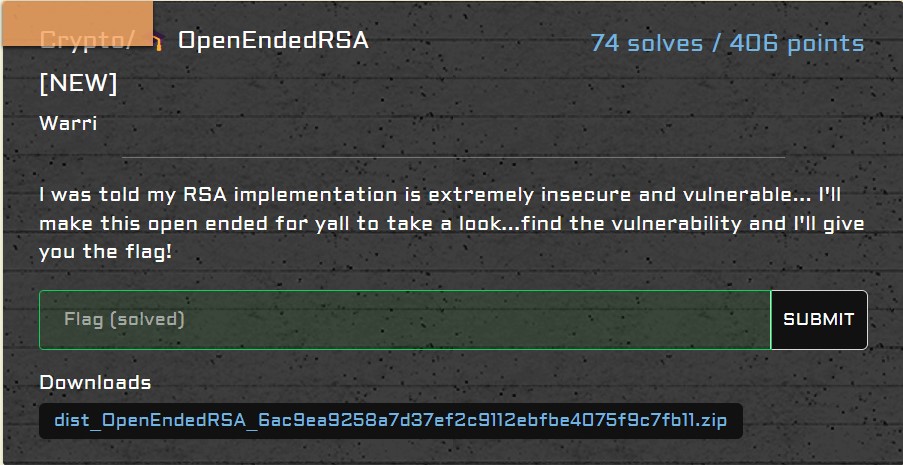 Crypto/ OpenEndedRSA
74 solves / 406 points
[NEW]
Warri
I was told my RSA implementation is extremely insecure and vulnerable... I'll
make this open ended for yall to take a look...find the vulnerability and I'll give
you the flag!
Flag (solved)
SUBMIT
Downloads
dist_OpenEndedRSA_6ac9ea9258a7d37ef2c9112ebfbe4075f9c7fb11.zip